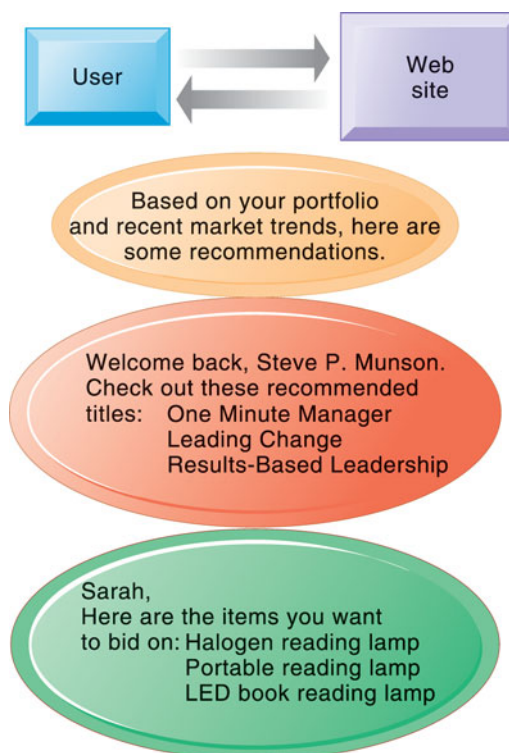 User
Web
site
Based on your portfolio
and recent market trends, here are
some recommendations.
Welcome back, Steve P. Munson.
Check out these recommended
titles: One Minute Manager
Leading Change
Results-Based Leadership
Sarah,
Here are the items you want
to bid on: Halogen reading lamp
Portable reading lamp
LED book reading lamp